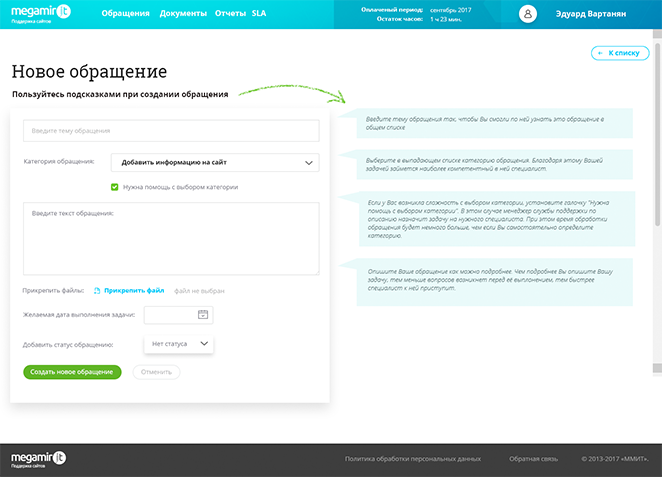 megamir it
Поддержка сайтов
Обращения Документы Отчеты SLA
Оплаченый период: сентябрь 2017
Остаток часов: 1 ч 23 мин.
Эдуард Вартанян
← К списку
Новое обращение
Пользуйтесь подсказками при создании обращения
Введите тему обращения
Введите тему обращения так, чтобы Вы смогли по ней узнать это обращение в
общем списке
Категория обращения: Добавить информацию на сайт
Нужна помощь с выбором категории
Выберите в выпадающем списке категорию обращения. Благодаря этому Вашей
задачей займется наиболее компетентный в ней специалист.
Если у Вас возникла сложность с выбором категории, установите галочку "Нужна
помощь с выбором категории". В этом случае менеджер службы поддержки по
описанию назначит задачу на нужного специалиста. При этом время обработки
обращения будет немного больше, чем если Вы самостоятельно определите
категорию.
Введите текст обращения:
Опишите Ваше обращение как можно подробнее. Чем подробнее Вы опишите Вашу
задачу, тем меньше вопросов возникнет перед её выполнением, тем быстрее
специалист к ней приступит.
Прикрепить файлы: Прикрепить файл файл не выбран
Желаемая дата выполнения задачи:
Добавить статус обращению: Нет статуса
Создать новое обращение Отменить
megamir it
Поддержка сайтов
Политика обработки персональных данных Обратная связь © 2013-2017 «ММИТ».